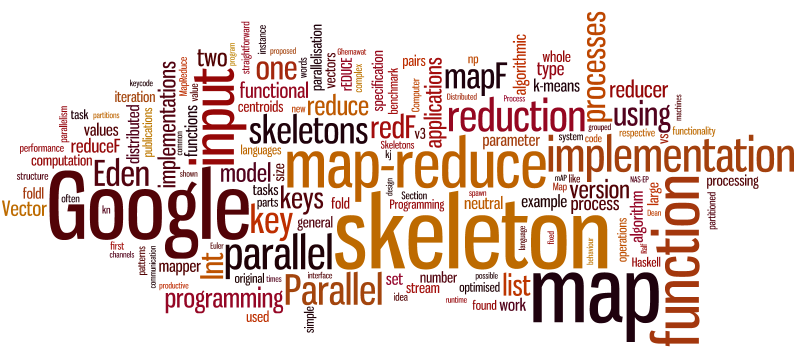 straightforward
instance
proposed
Ghemawat
parallelisation
words
vectors
rEDUCE
complex
specification
benchmark
pairs
Computer
np
algorithmic
whole
type
k-means
processes
keycode
MapReduce
program
value
two
one
functional
centroids
new
reduce
iteration
partitions
publications
implementations
common
functions
input
applications
mapF
Distributed
Process
reducer
machines
parallelism
task
values
distributed
skeletons
redF
v3
reduction
parameter
system
code
grouped
using
respective
vs
functionality
performance
reduceF
computation
languages
Skeletons
kj
map-reduce
implementation
structure
Eden
shown
model
size
tasks
parts
keys
fold
design
Section
Programming
spawn
neutral
mAP
Map
like
example
process
version
NAS-EP
large
Dean
processing
partitioned
foldl
often
kn
Vector
Google
key
general
skeleton
language
fixed
behaviour
operations
algorithm
Ralf
Haskell
function
first
channels
patterns
communication
mapper
Int
Euler
parallel
original
times
interface
productive
programming
Parallel
set
number
stream
possible
optimised
list
map
idea
runtime
found
work
used
simple